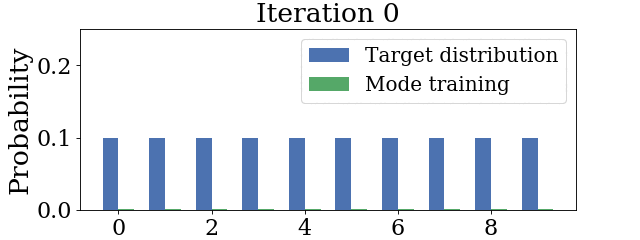 Iteration 0
Target distribution
Mode training
Probability
0.2
0.1
0.0
0 2 4 6 8